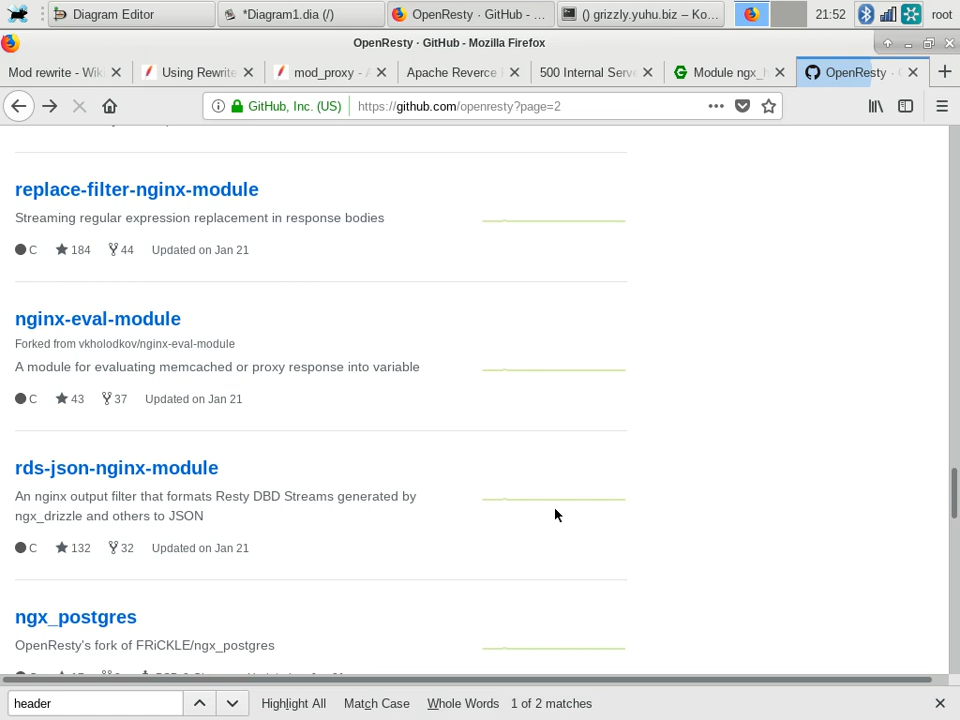 Diagram Editor
*Diagram1.dia (/)
OpenResty · GitHub - ...
() grizzly.yuhu.biz – Ko...
21:52
root
OpenResty · GitHub - Mozilla Firefox
Mod rewrite - Wiki
Using Rewrite
mod_proxy - A
Apache Reverce
500 Internal Serve
Module ngx_h
OpenResty · G
GitHub, Inc. (US)
https://github.com/openresty?page=2
replace-filter-nginx-module
Streaming regular expression replacement in response bodies
C 184 44 Updated on Jan 21
nginx-eval-module
Forked from vkholodkov/nginx-eval-module
A module for evaluating memcached or proxy response into variable
C 43 37 Updated on Jan 21
rds-json-nginx-module
An nginx output filter that formats Resty DBD Streams generated by
ngx_drizzle and others to JSON
C 132 32 Updated on Jan 21
ngx_postgres
OpenResty's fork of FRiCKLE/ngx_postgres
header
Highlight All
Match Case
Whole Words
1 of 2 matches